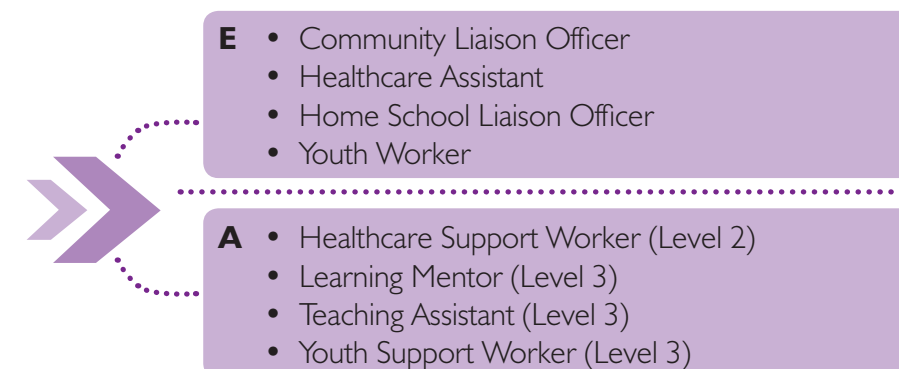 E • Community Liaison Officer
• Healthcare Assistant
• Home School Liaison Officer
• Youth Worker
A • Healthcare Support Worker (Level 2)
• Learning Mentor (Level 3)
• Teaching Assistant (Level 3)
• Youth Support Worker (Level 3)